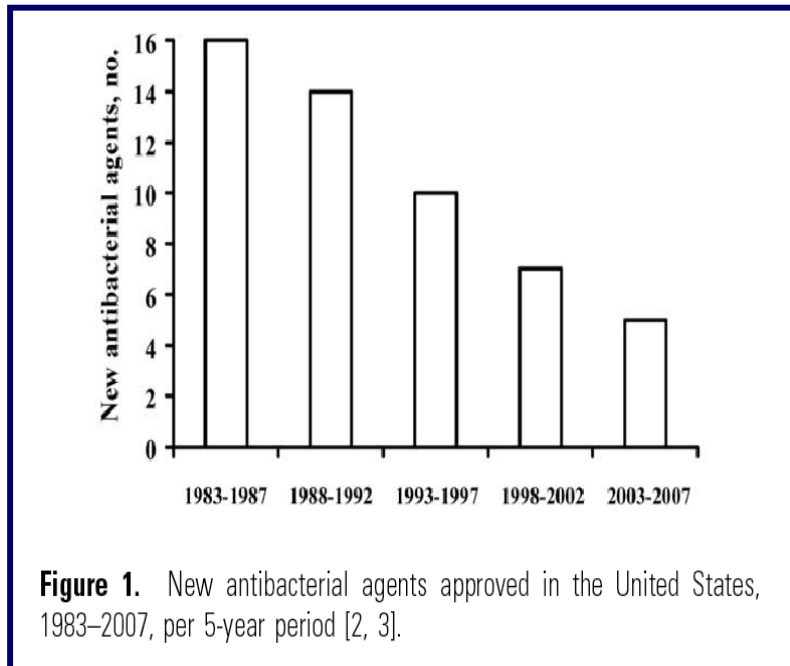 New antibacterial agents, no.
16
14
12
10
8
6
4
2
0
1983-1987 1988-1992 1993-1997 1998-2002 2003-2007
Figure 1. New antibacterial agents approved in the United States,
1983–2007, per 5-year period [2, 3].